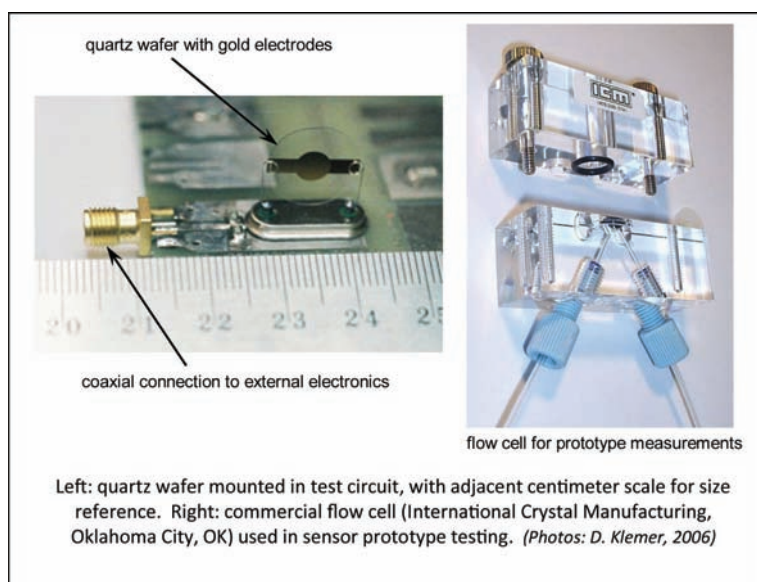 quartz wafer with gold electrodes
icm
20 21 22 23 24 25
coaxial connection to external electronics
flow cell for prototype measurements
Left: quartz wafer mounted in test circuit, with adjacent centimeter scale for size
reference. Right: commercial flow cell (International Crystal Manufacturing,
Oklahoma City, OK) used in sensor prototype testing. (Photos: D. Klemer, 2006)